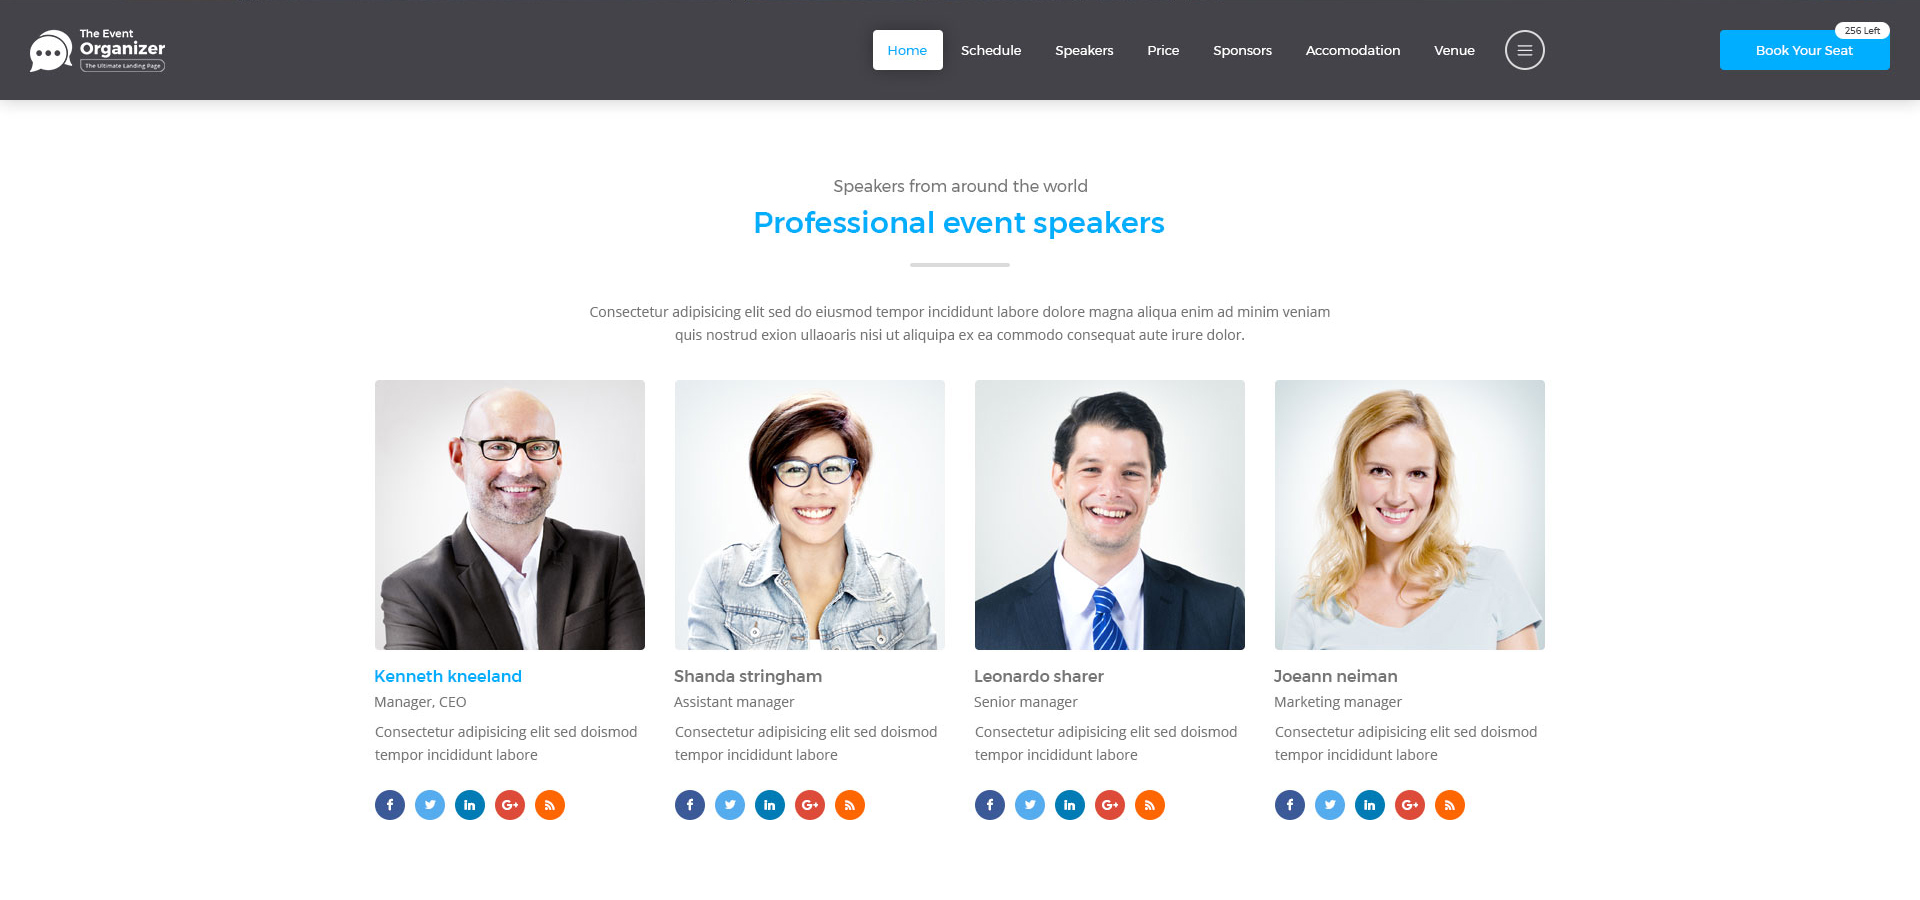 The Event
Organizer
The Ultimate Landing Page
Home
Schedule
Speakers
Price
Sponsors
Accomodation
Venue
256 Left
Book Your Seat
Speakers from around the world
Professional event speakers
Consectetur adipisicing elit sed do eiusmod tempor incididunt labore dolore magna aliqua enim ad minim veniam
quis nostrud exion ullaoaris nisi ut aliquipa ex ea commodo consequat aute irure dolor.
Kenneth kneeland
Manager, CEO
Consectetur adipisicing elit sed doismod
tempor incididunt labore
Shanda stringham
Assistant manager
Consectetur adipisicing elit sed doismod
tempor incididunt labore
Leonardo sharer
Senior manager
Consectetur adipisicing elit sed doismod
tempor incididunt labore
Joeann neiman
Marketing manager
Consectetur adipisicing elit sed doismod
tempor incididunt labore